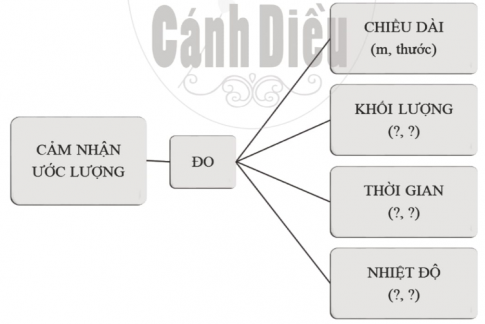 Cánh Diều
CẢM NHẬN
ƯỚC LƯỢNG
ĐO
CHIỀU DÀI
(m, thước)
KHỐI LƯỢNG
(?, ?)
THỜI GIAN
(?, ?)
NHIỆT ĐỘ
(?, ?)